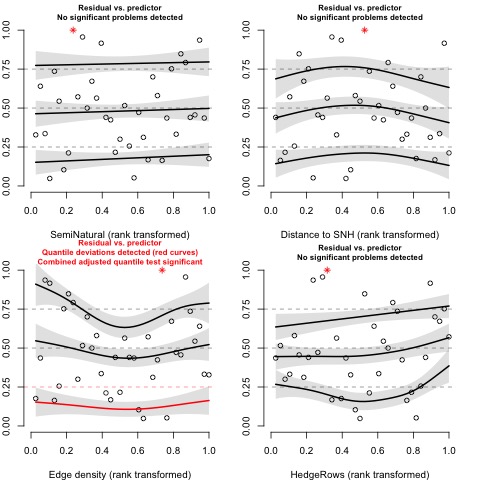 Residual vs. predictor
No significant problems detected
1.00
0.75
0.50
0.25
0.00
0.0 0.2 0.4 0.6 0.8 1.0
SemiNatural (rank transformed)
Residual vs. predictor
No significant problems detected
1.00
0.75
0.50
0.25
0.00
0.0 0.2 0.4 0.6 0.8 1.0
Distance to SNH (rank transformed)
Residual vs. predictor
Quantile deviations detected (red curves)
Combined adjusted quantile test significant
1.00
0.75
0.50
0.25
0.00
0.0 0.2 0.4 0.6 0.8 1.0
Edge density (rank transformed)
Residual vs. predictor
No significant problems detected
1.00
0.75
0.50
0.25
0.00
0.0 0.2 0.4 0.6 0.8 1.0
HedgeRows (rank transformed)